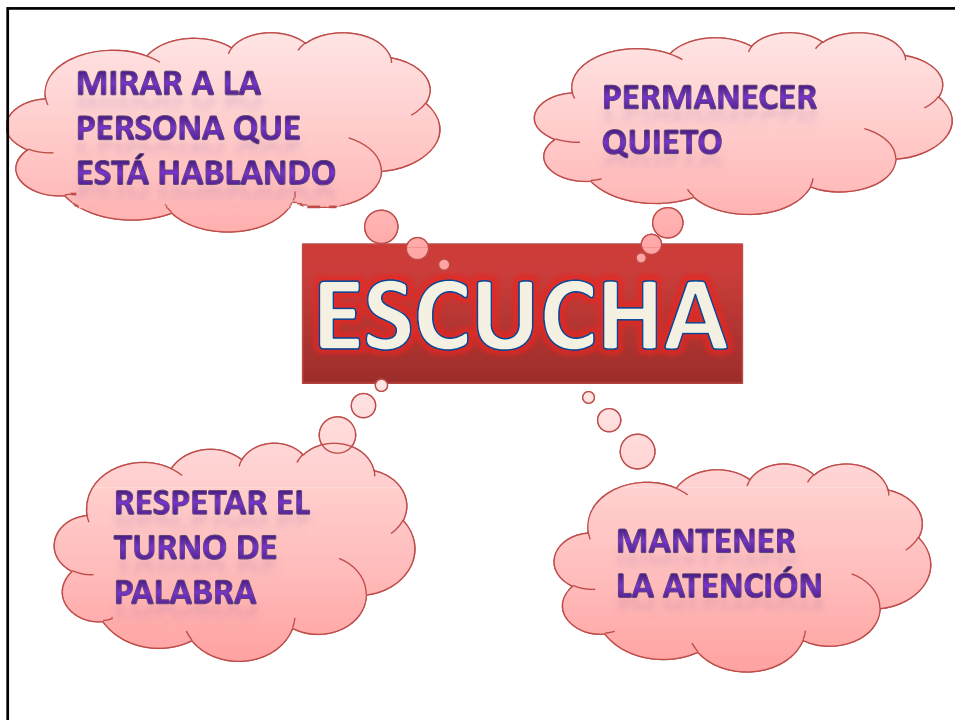 MIRAR A LA
PERSONA QUE
ESTÁ HABLANDO
PERMANECER
QUIETO
ESCUCHA
RESPETAR EL
TURNO DE
PALABRA
MANTENER
LA ATENCIÓN